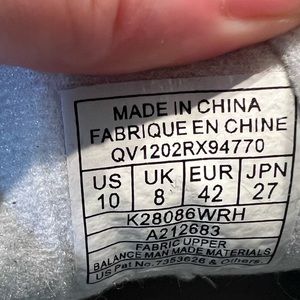 MADE IN CHINA
FABRIQUE EN CHINE
QV1202RX94770
US UK EUR JPN
10 8 42 27
K28086WRH
A212683
FABRIC UPPER
BALANCE MAN MADE MATERIALS
US Pat No. 7353626 & Others.